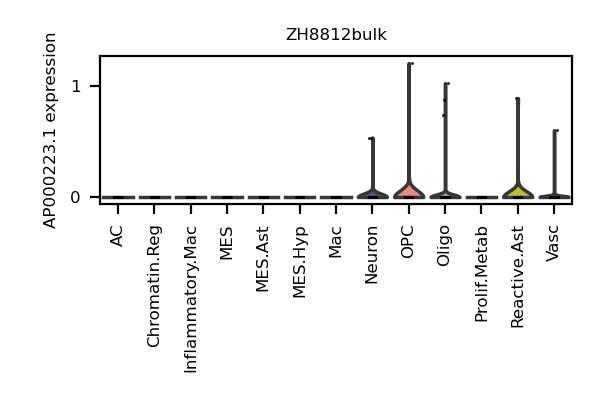 ZH8812bulk
AP000223.1 expression
1
0
AC
Chromatin.Reg
Inflammatory.Mac
MES
MES.Ast
MES.Hyp
Mac
Neuron
OPC
Oligo
Prolif.Metab
Reactive.Ast
Vasc